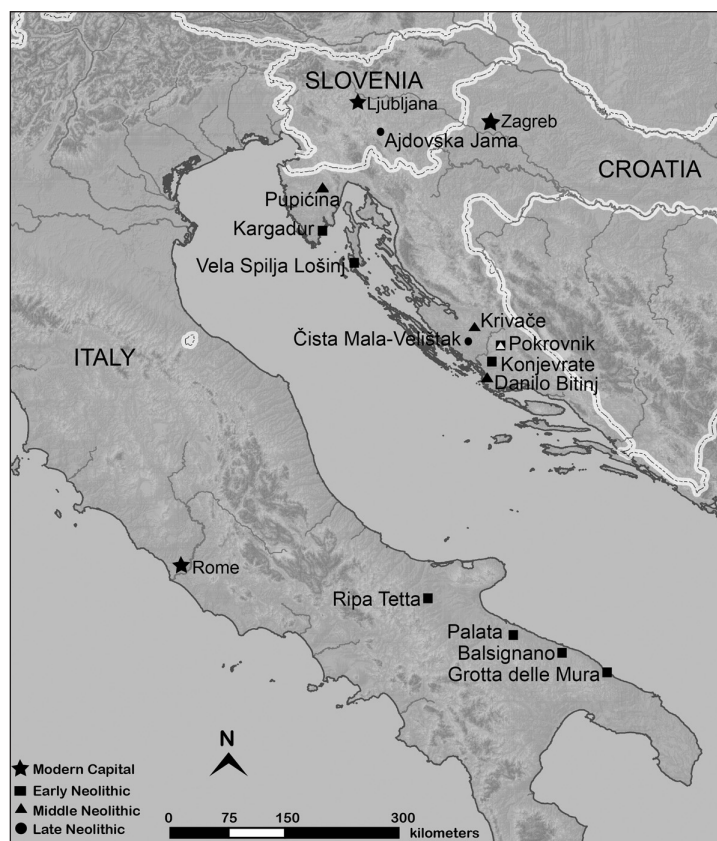 SLOVENIA
Ljubljana
Zagreb
Ajdovska Jama
CROATIA
Pupićina
Kargadur
Vela Spilja Lošinj
Krivače
Čista Mala-Velištak
Pokrovnik
ITALY
Konjevrate
Danilo Bitinj
Rome
Ripa Tetta
Palata
Balsignano
Grotta delle Mura
N
Modern Capital
Early Neolithic
Middle Neolithic
Late Neolithic
0 75 150 300
kilometers